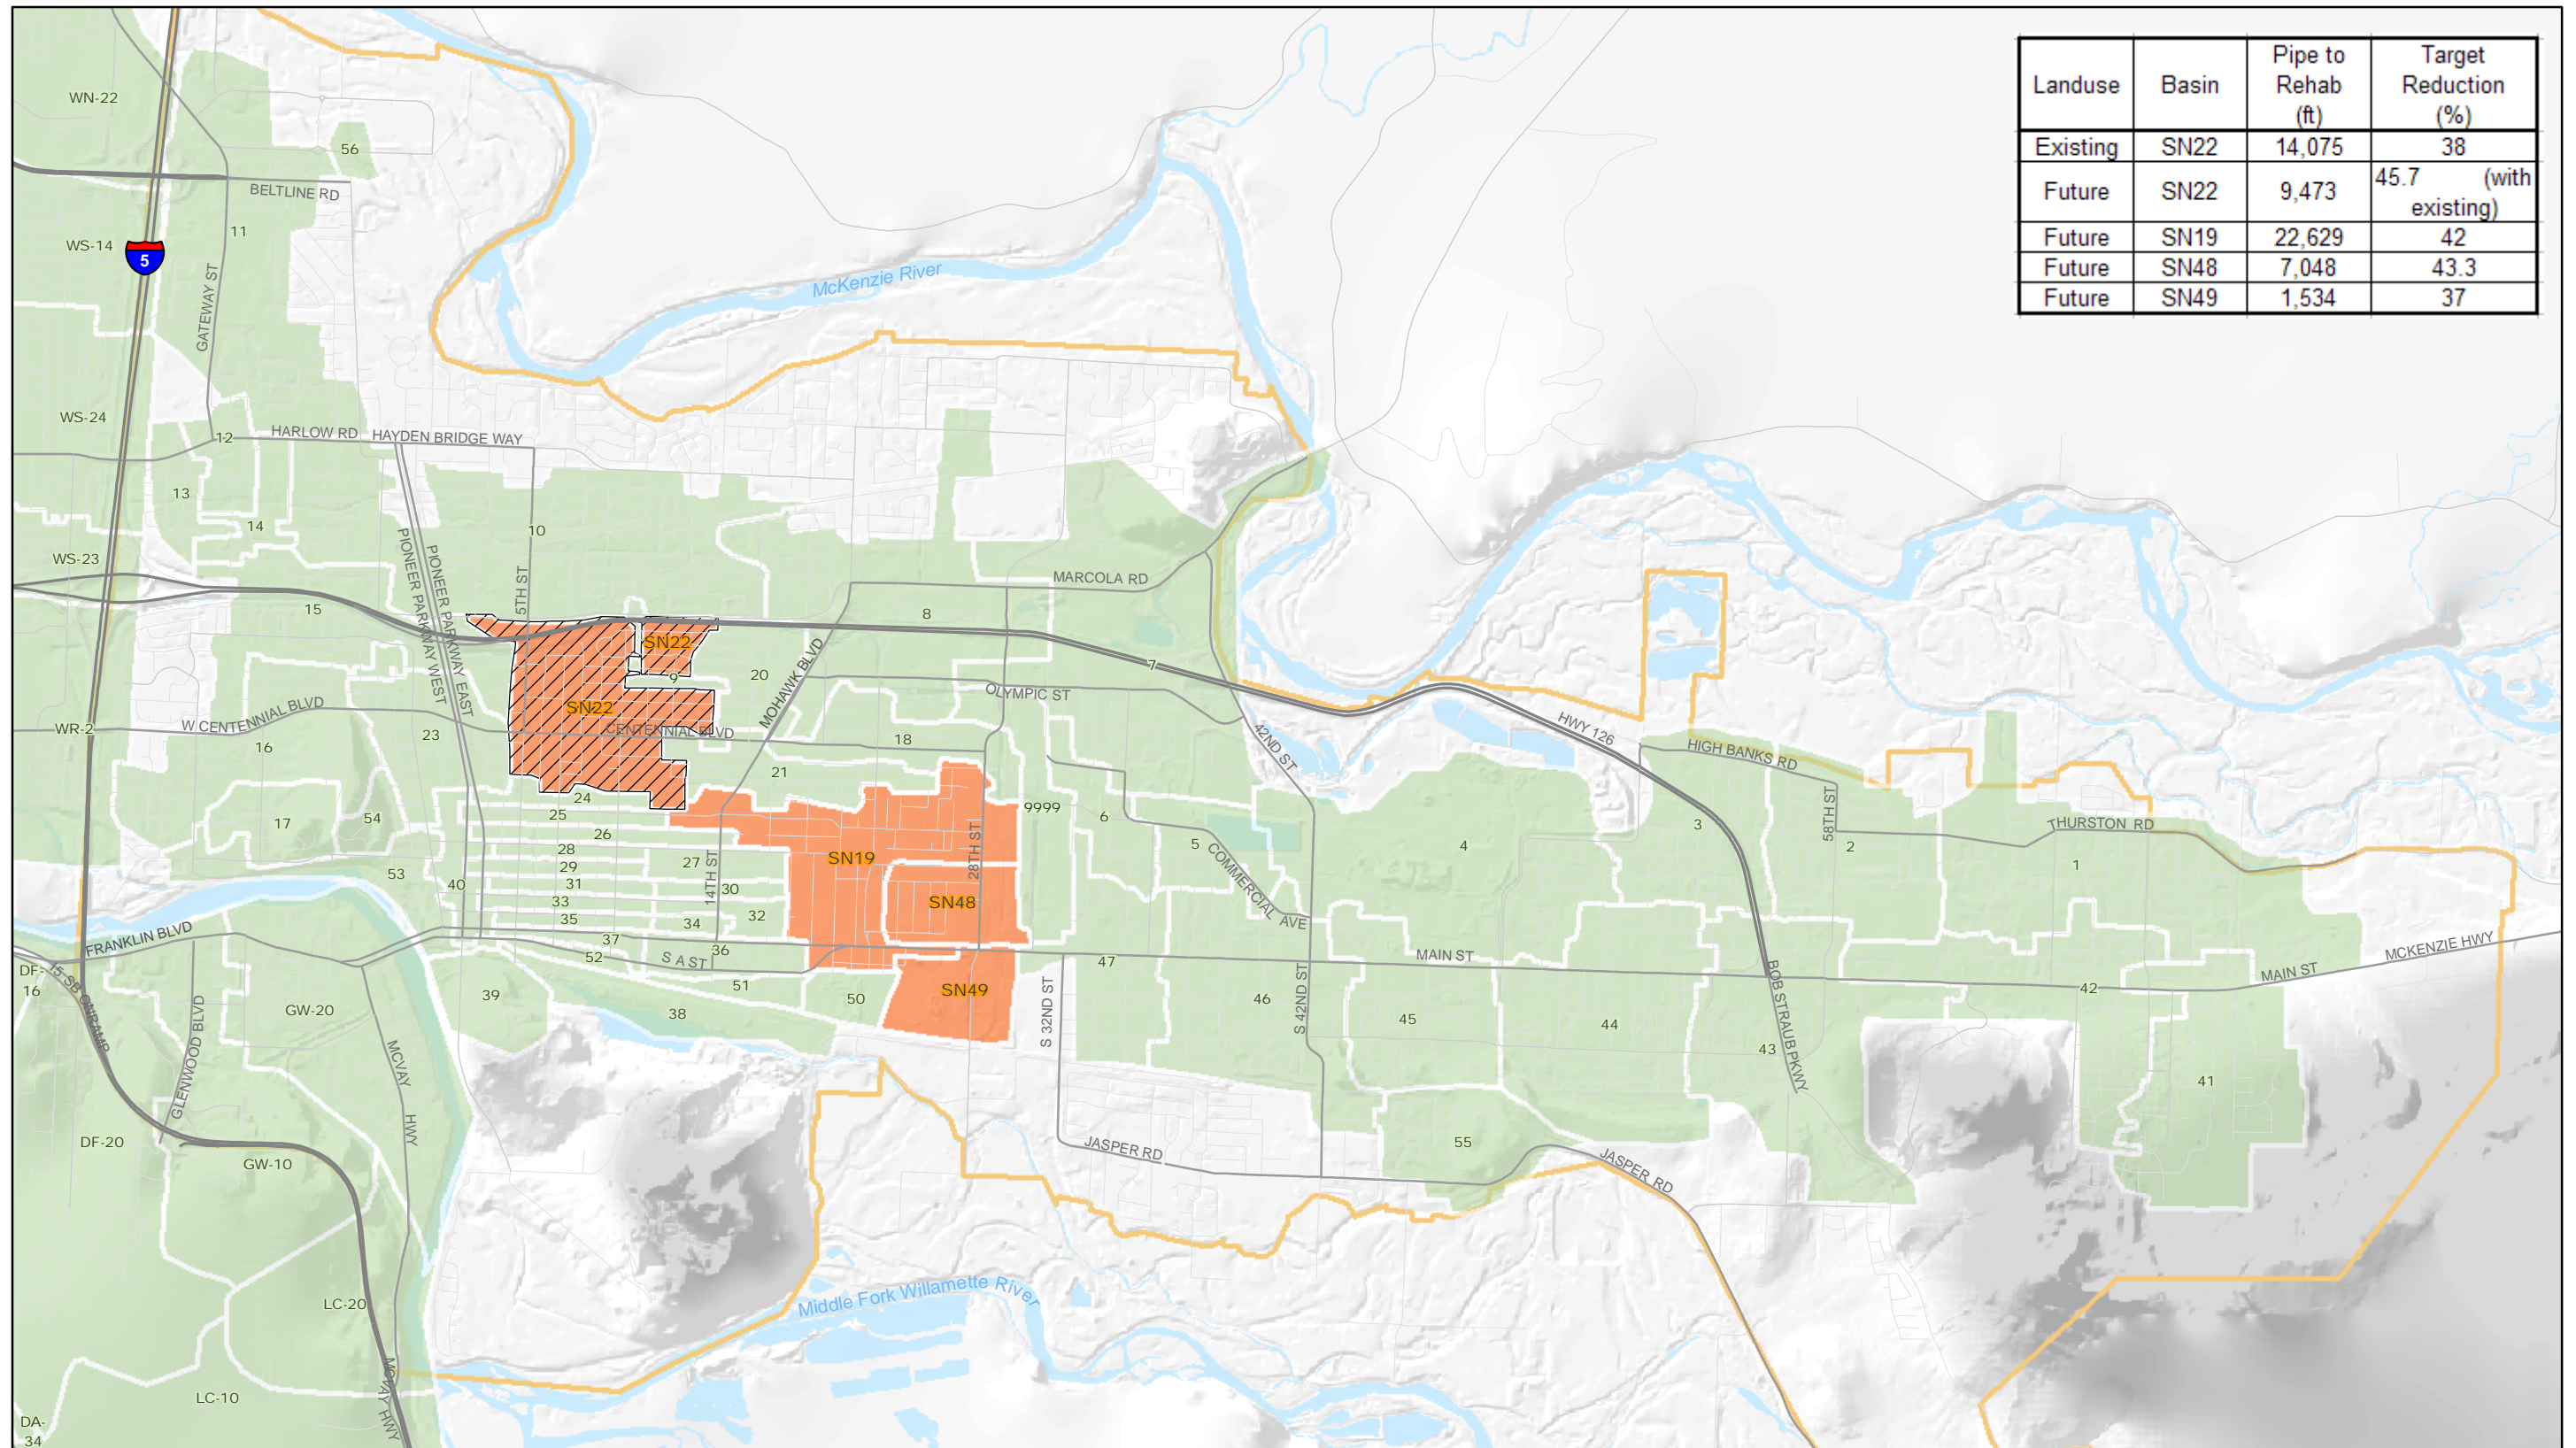 Landuse Basin Pipe to Rehab (ft) Target Reduction (%)
Existing SN22 14,075 38
Future SN22 9,473 45.7 (with existing)
Future SN19 22,629 42
Future SN48 7,048 43.3
Future SN49 1,534 37
WN-22
56
BELTLINE RD
11
WS-14
5
GATEWAY ST
McKenzie River
WS-24
12
HARLOW RD
HAYDEN BRIDGE WAY
13
14
10
WS-23
PIONEER PARKWAY WEST
PIONEER PARKWAY EAST
5TH ST
MARCOLA RD
15
8
SN22
9
20
MOHAWK BLVD
7
OLYMPIC ST
SN22
W CENTENNIAL BLVD
CENTENNIAL BLVD
WR-2
16
23
18
42ND ST
HWY 126
HIGH BANKS RD
21
24
25
26
17
54
9999
6
3
58TH ST
2
THURSTON RD
28
29
27
SN19
28TH ST
5
COMMERCIAL AVE
4
1
53
40
31
14TH ST
30
33
SN48
35
34
32
FRANKLIN BLVD
37
36
52
S A ST
47
MAIN ST
MCKENZIE HWY
MAIN ST
DF-
16
I5-SB ONRAMP
39
51
50
SN49
S 32ND ST
46
S 42ND ST
BOB STRAUB PKWY
42
GLENWOOD BLVD
GW-20
38
45
44
43
MCVAY HWY
41
DF-20
GW-10
JASPER RD
55
JASPER RD
LC-20
Middle Fork Willamette River
LC-10
MCVAY HWY
DA-
34